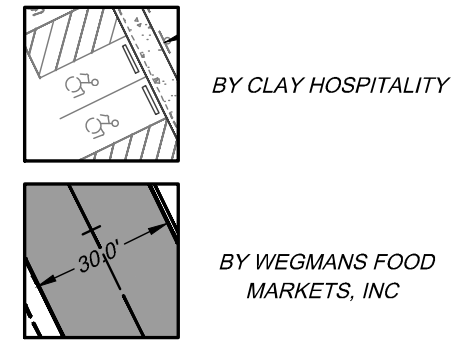 BY CLAY HOSPITALITY
30.0'
BY WEGMANS FOOD
MARKETS, INC